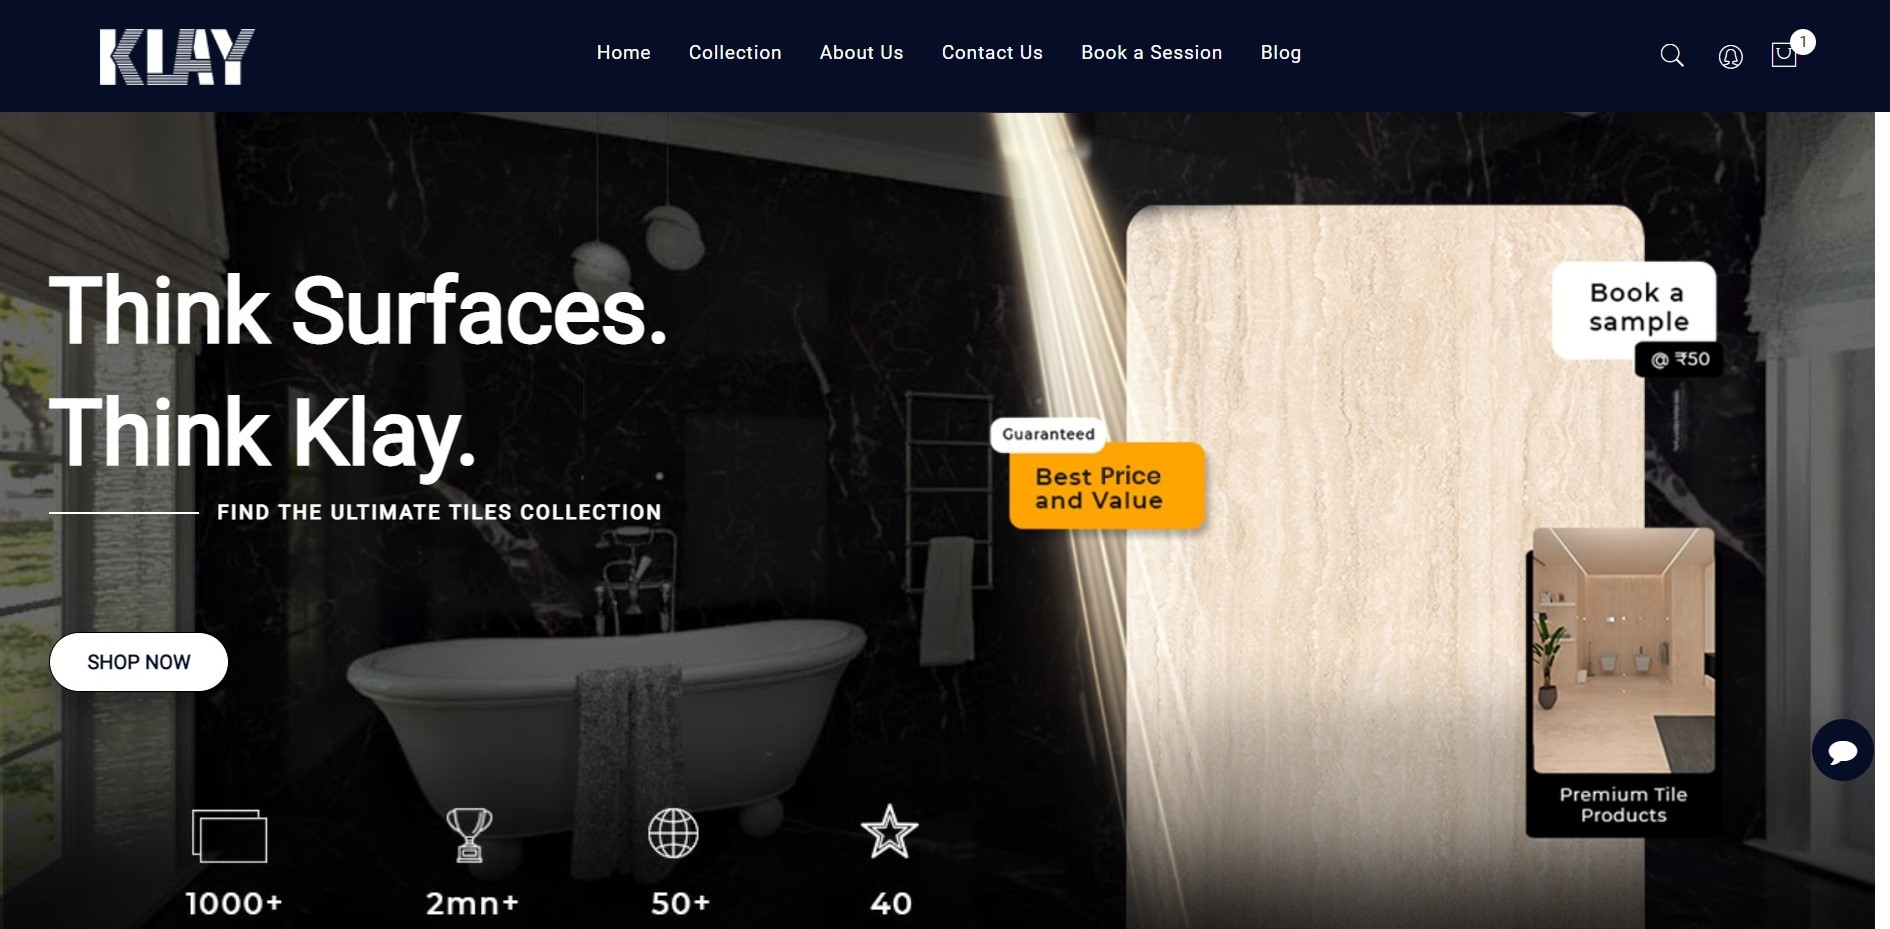 KLAY
Home
Collection
About Us
Contact Us
Book a Session
Blog
1
Think Surfaces.
Think Klay.
FIND THE ULTIMATE TILES COLLECTION
SHOP NOW
Guaranteed
Best Price
and Value
Book a
sample
@ ₹50
Premium Tile
Products
1000+
2mn+
50+
40